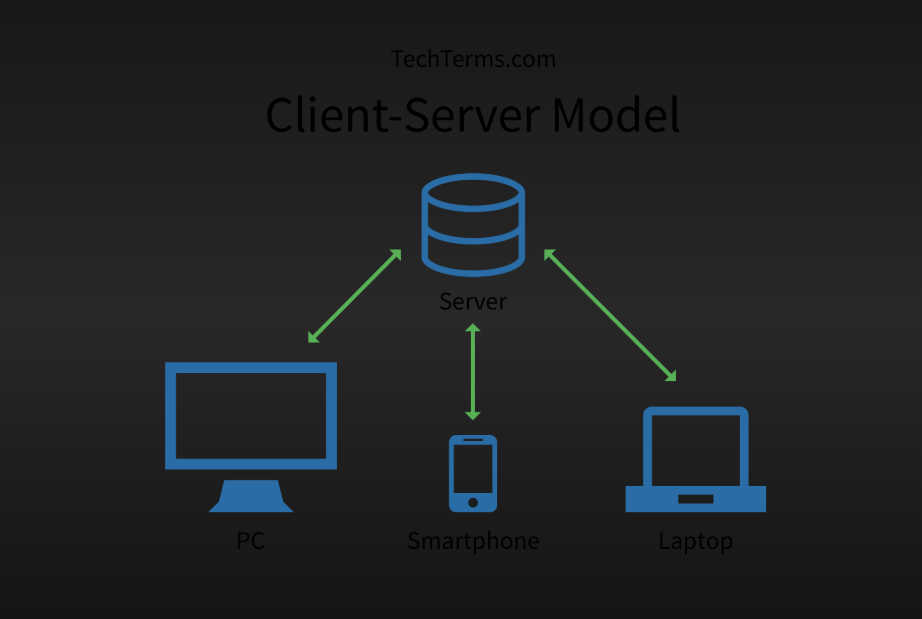 TechTerms.com
Client-Server Model
Server
PC
Smartphone
Laptop